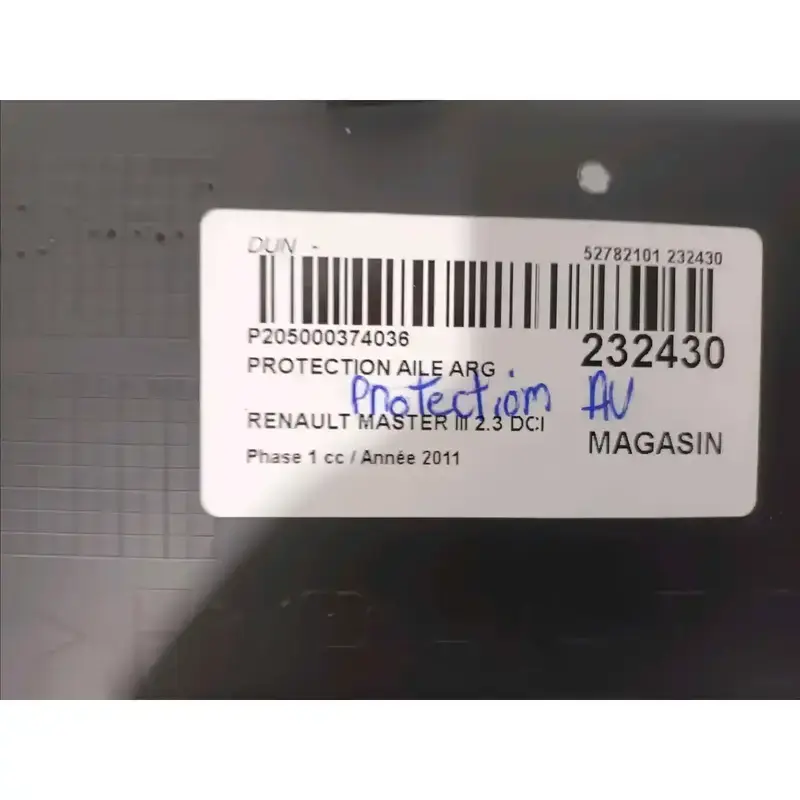 DUN -
52782101 232430
P205000374036
232430
PROTECTION AILE ARG
Protection AV
RENAULT MASTER III 2.3 DCI
MAGASIN
Phase 1 cc / Année 2011